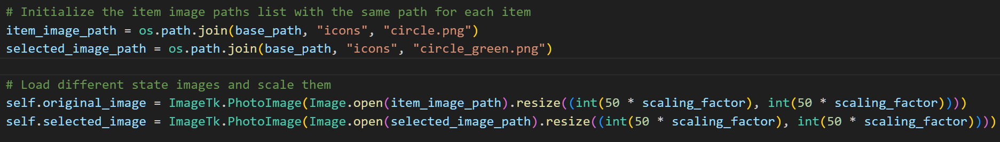 # Initialize the item image paths list with the same path for each item
item_image_path = os.path.join(base_path, "icons", "circle.png")
selected_image_path = os.path.join(base_path, "icons", "circle_green.png")
# Load different state images and scale them
self.original_image = ImageTk.PhotoImage(Image.open(item_image_path).resize((int(50 * scaling_factor), int(50 * scaling_factor))))
self.selected_image = ImageTk.PhotoImage(Image.open(selected_image_path).resize((int(50 * scaling_factor), int(50 * scaling_factor))))